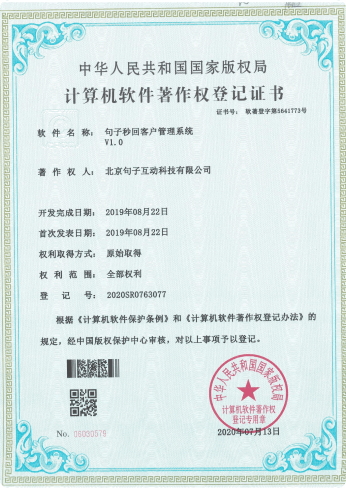 中华人民共和国国家版权局
计算机软件著作权登记证书
证书号： 软著登字第5641773号
软件名称： 句子秒回客户管理系统
V1.0
著作权人： 北京句子互动科技有限公司
开发完成日期： 2019年08月22日
首次发表日期： 2019年08月22日
权利取得方式： 原始取得
权利范围： 全部权利
登记号： 2020SR0763077
根据《计算机软件保护条例》和《计算机软件著作权登记办法》的
规定，经中国版权保护中心审核，对以上事项予以登记。
中华人民共和国国家版权局
计算机软件著作权
登记专用章
No. 06030579
2020年07月13日